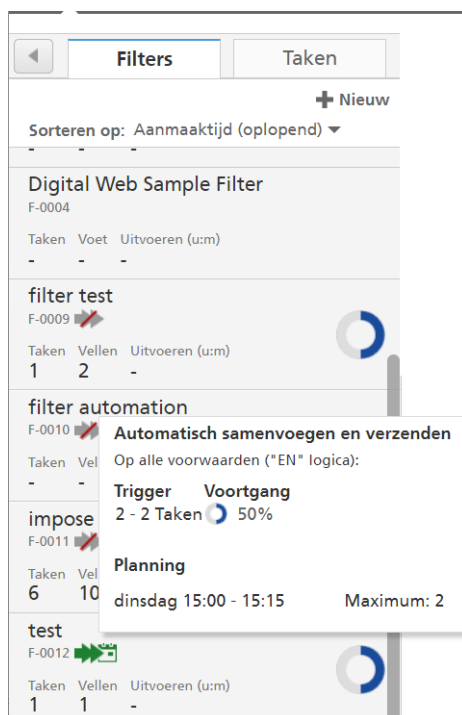 Filters Taken
Nieuw
Sorteren op: Aanmaaktijd (oplopend)
- - -
Digital Web Sample Filter
F-0004
Taken Voet Uitvoeren (u:m)
- - -
filter test
F-0009
Taken Vellen Uitvoeren (u:m)
1 2 -
filter automation
F-0010
Taken Vel
- -
impose
F-0011
Taken Vel
6 10
Automatisch samenvoegen en verzenden
Op alle voorwaarden ("EN" logica):
Trigger Voortgang
2 - 2 Taken 50%
Planning
dinsdag 15:00 - 15:15 Maximum: 2
test
F-0012
Taken Vellen Uitvoeren (u:m)
1 1 -